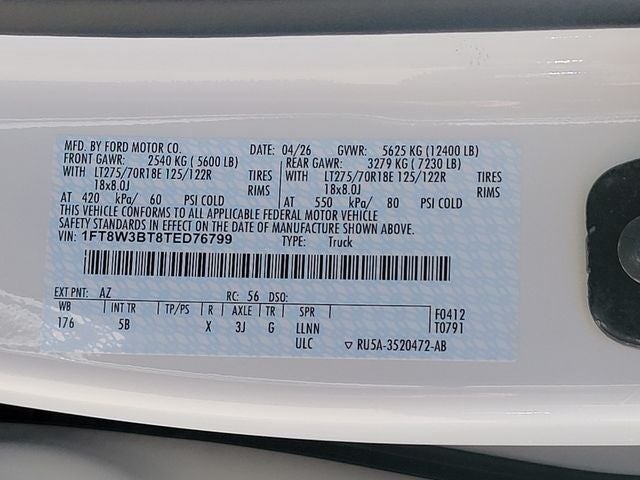 MFD. BY FORD MOTOR CO. DATE: 04/26 GVWR: 5625 KG (12400 LB)
FRONT GAWR: 2540 KG (5600 LB) REAR GAWR: 3279 KG (7230 LB)
WITH LT275/70R18E 125/122R TIRES WITH LT275/70R18E 125/122R TIRES
18x8.0J RIMS 18x8.0J RIMS
AT 420 kPa/ 60 PSI COLD AT 550 kPa/ 80 PSI COLD
THIS VEHICLE CONFORMS TO ALL APPLICABLE FEDERAL MOTOR VEHICLE
SAFETY STANDARDS IN EFFECT ON THE DATE OF MANUFACTURE SHOWN ABOVE.
VIN: 1FT8W3BT8TED76799 TYPE: Truck
EXT PNT: AZ RC: 56 DSO:
WB INT TR TP/PS R AXLE TR SPR F0412
176 5B X 3J G LLNN T0791
ULC ▽ RU5A-3520472-AB